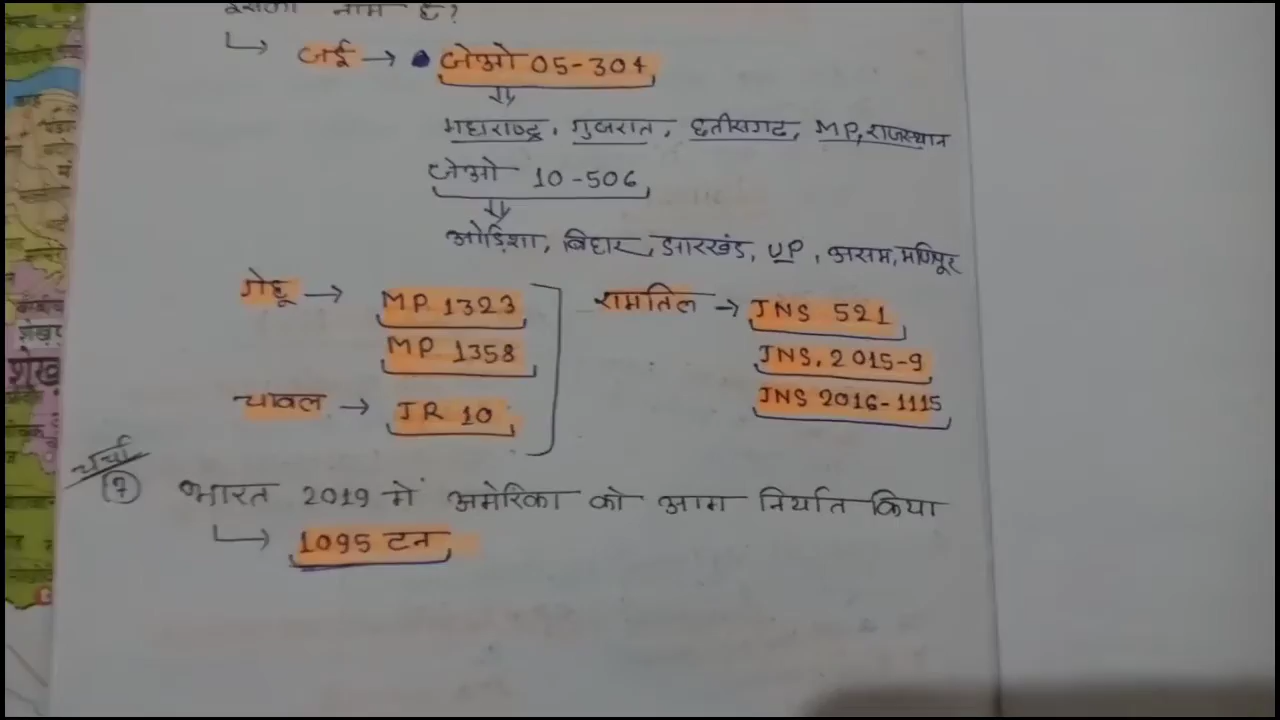 इसका नाम है?
↳ जई → • जेओ 05-304
महाराष्ट्र, गुजरात, छत्तीसगढ, MP, राजस्थान
जेओ 10-506
ओड़िशा, बिहार, झारखंड, UP, असम, मणिपूर
गेहू → MP 1323
MP 1358
चावल → JR 10
रामतिल → JNS 521
JNS. 2015-9
JNS 2016-1115
चर्चा
7 भारत 2019 में अमेरिका को आम निर्यात किया
↳ 1095 टन
शेखर
शेख